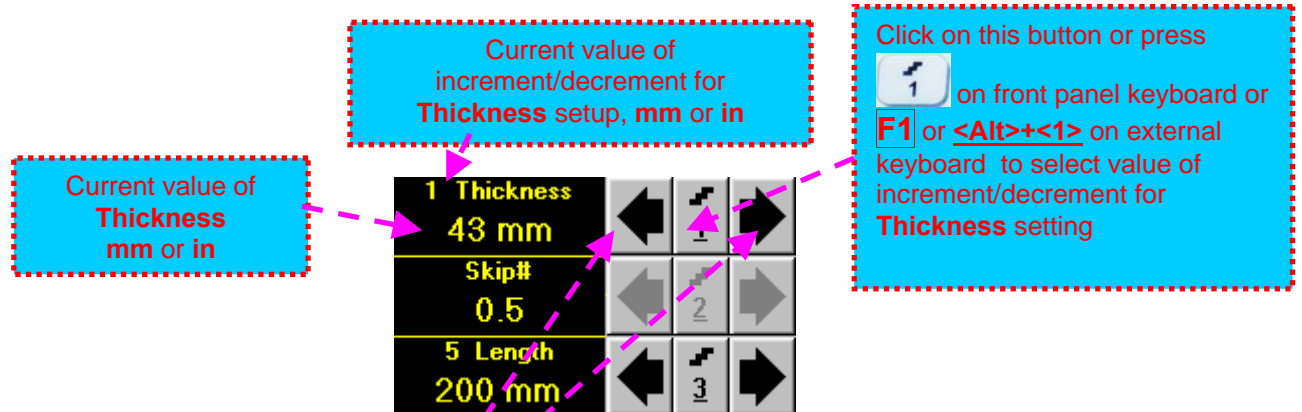 Current value of
increment/decrement for
Thickness setup, mm or in
Click on this button or press
1
on front panel keyboard or
F1 or <Alt>+<1> on external
keyboard to select value of
increment/decrement for
Thickness setting
Current value of
Thickness
mm or in
1 Thickness
43 mm
1
Skip#
0.5
2
5 Length
200 mm
3